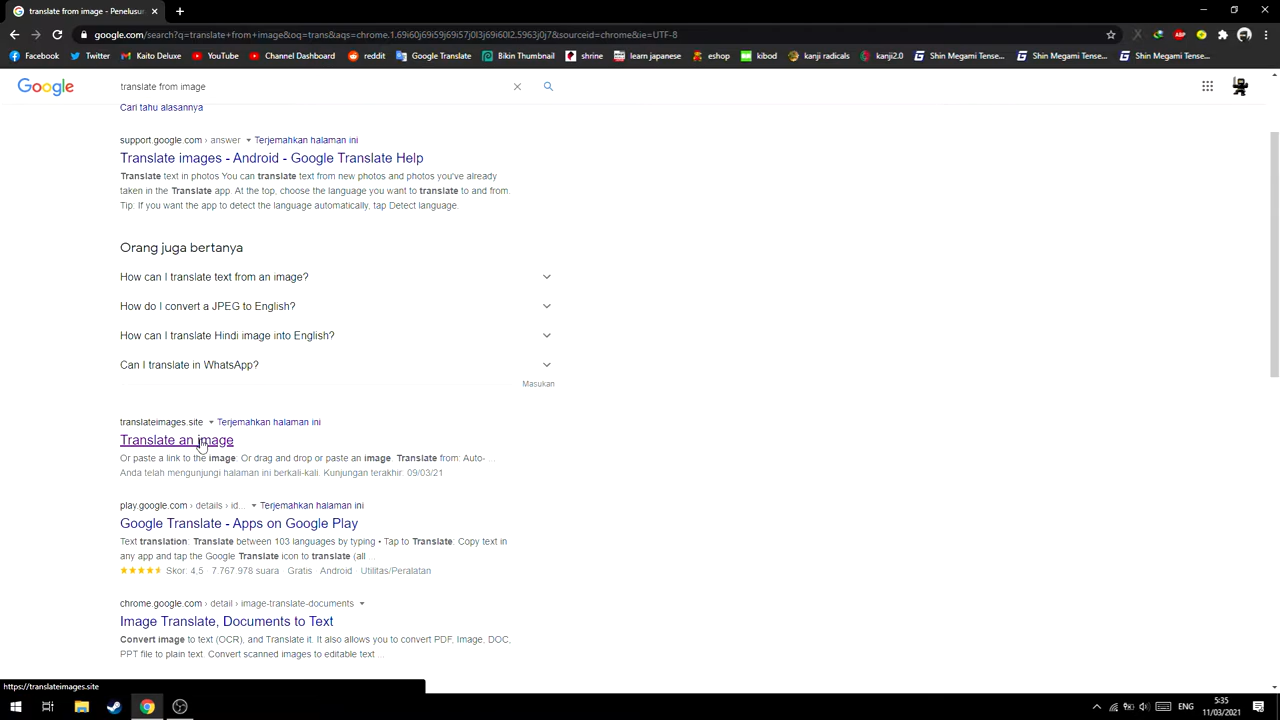 translate from image - Penelusu
google.com/search?q=translate+from+image&oq=trans&aqs=chrome.1.69i60j69i59j69i57j0l3j69i60l2.5963j0j7&sourceid=chrome&ie=UTF-8
Facebook Twitter Kaito Deluxe YouTube Channel Dashboard reddit Google Translate Bikin Thumbnail shrine learn japanese eshop kibod kanji radicals kanji2.0 Shin Megami Tense... Shin Megami Tense... Shin Megami Tense...
Google translate from image
Cari tahu alasannya
support.google.com › answer Terjemahkan halaman ini
Translate images - Android - Google Translate Help
Translate text in photos You can translate text from new photos and photos you've already
taken in the Translate app. At the top, choose the language you want to translate to and from.
Tip: If you want the app to detect the language automatically, tap Detect language.
Orang juga bertanya
How can I translate text from an image?
How do I convert a JPEG to English?
How can I translate Hindi image into English?
Can I translate in WhatsApp?
Masukan
translateimages.site Terjemahkan halaman ini
Translate an image
Or paste a link to the image: Or drag and drop or paste an image. Translate from: Auto- ...
Anda telah mengunjungi halaman ini berkali-kali. Kunjungan terakhir: 09/03/21
play.google.com › details › id... Terjemahkan halaman ini
Google Translate - Apps on Google Play
Text translation: Translate between 103 languages by typing • Tap to Translate: Copy text in
any app and tap the Google Translate icon to translate (all ...
Skor: 4,5 · 7.767.978 suara · Gratis · Android · Utilitas/Peralatan
chrome.google.com › detail › image-translate-documents
Image Translate, Documents to Text
Convert image to text (OCR), and Translate it. It also allows you to convert PDF, Image, DOC,
PPT file to plain text. Convert scanned images to editable text ...
https://translateimages.site
ENG
5:35
11/03/2021